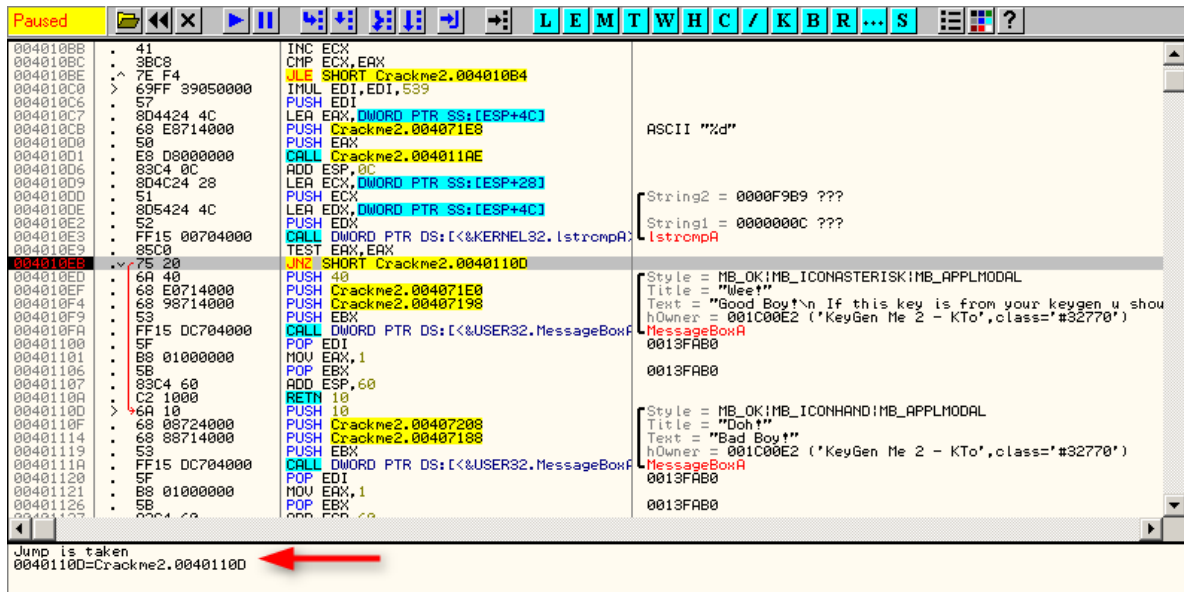 Paused L E M T W H C / K B R ... S ?
004010BB . 41 INC ECX
004010BC . 3BC8 CMP ECX,EAX
004010BE .^ 7E F4 JLE SHORT Crackme2.004010B4
004010C0 > 69FF 39050000 IMUL EDI,EDI,539
004010C6 . 57 PUSH EDI
004010C7 . 8D4424 4C LEA EAX,DWORD PTR SS:[ESP+4C]
004010CB . 68 E8714000 PUSH Crackme2.004071E8 ASCII "%d"
004010D0 . 50 PUSH EAX
004010D1 . E8 D8000000 CALL Crackme2.004011AE
004010D6 . 83C4 0C ADD ESP,0C
004010D9 . 8D4C24 28 LEA ECX,DWORD PTR SS:[ESP+28]
004010DD . 51 PUSH ECX String2 = 0000F9B9 ???
004010DE . 8D5424 4C LEA EDX,DWORD PTR SS:[ESP+4C]
004010E2 . 52 PUSH EDX String1 = 0000000C ???
004010E3 . FF15 00704000 CALL DWORD PTR DS:[<&KERNEL32.lstrcmpA> lstrcmpA
004010E9 . 85C0 TEST EAX,EAX
004010EB .v 75 20 JNZ SHORT Crackme2.0040110D
004010ED . 6A 40 PUSH 40 Style = MB_OK|MB_ICONASTERISK|MB_APPLMODAL
004010EF . 68 E0714000 PUSH Crackme2.004071E0 Title = "Wee!"
004010F4 . 68 98714000 PUSH Crackme2.00407198 Text = "Good Boy!\n If this key is from your keygen u shou
004010F9 . 53 PUSH EBX hOwner = 001C00E2 ('KeyGen Me 2 - KTo',class='#32770')
004010FA . FF15 DC704000 CALL DWORD PTR DS:[<&USER32.MessageBoxA MessageBoxA
00401100 . 5F POP EDI 0013FAB0
00401101 . B8 01000000 MOV EAX,1
00401106 . 5B POP EBX 0013FAB0
00401107 . 83C4 60 ADD ESP,60
0040110A . C2 1000 RETN 10
0040110D > 6A 10 PUSH 10 Style = MB_OK|MB_ICONHAND|MB_APPLMODAL
0040110F . 68 08724000 PUSH Crackme2.00407208 Title = "Doh!"
00401114 . 68 88714000 PUSH Crackme2.00407188 Text = "Bad Boy!"
00401119 . 53 PUSH EBX hOwner = 001C00E2 ('KeyGen Me 2 - KTo',class='#32770')
0040111A . FF15 DC704000 CALL DWORD PTR DS:[<&USER32.MessageBoxA MessageBoxA
00401120 . 5F POP EDI 0013FAB0
00401121 . B8 01000000 MOV EAX,1
00401126 . 5B POP EBX 0013FAB0
Jump is taken
0040110D=Crackme2.0040110D